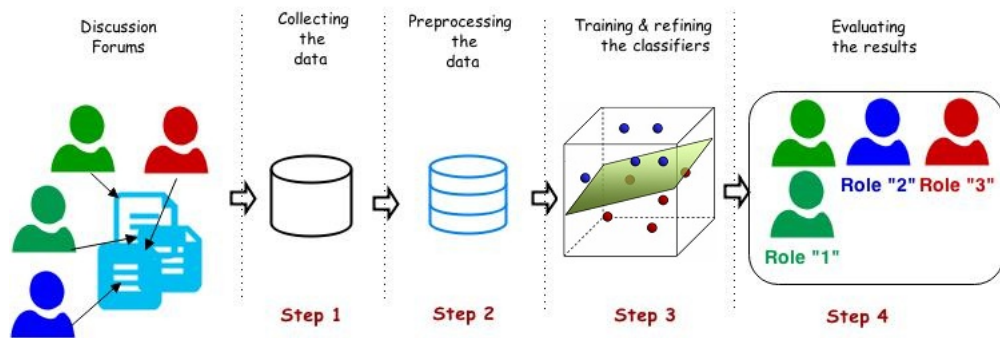 Discussion
Forums
Collecting
the
data
Preprocessing
the
data
Training & refining
the classifiers
Evaluating
the results
Role "2" Role "3"
Role "1"
Step 1
Step 2
Step 3
Step 4